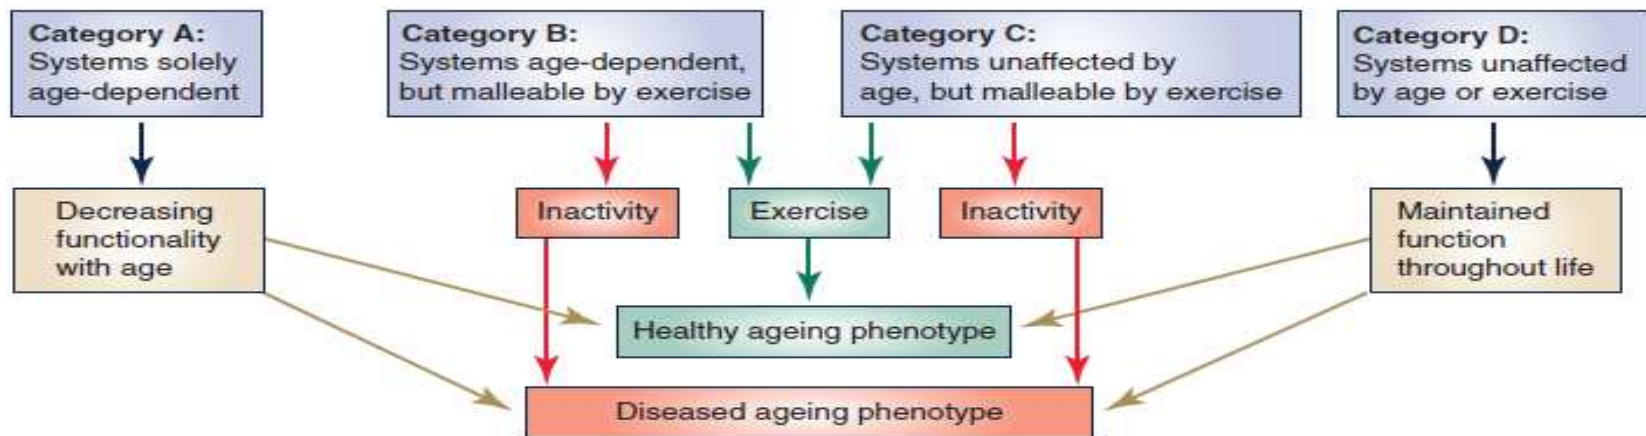 Category A:
Systems solely
age-dependent
Category B:
Systems age-dependent,
but malleable by exercise
Category C:
Systems unaffected by
age, but malleable by exercise
Category D:
Systems unaffected
by age or exercise
Decreasing
functionality
with age
Inactivity
Exercise
Inactivity
Maintained
function
throughout life
Healthy ageing phenotype
Diseased ageing phenotype